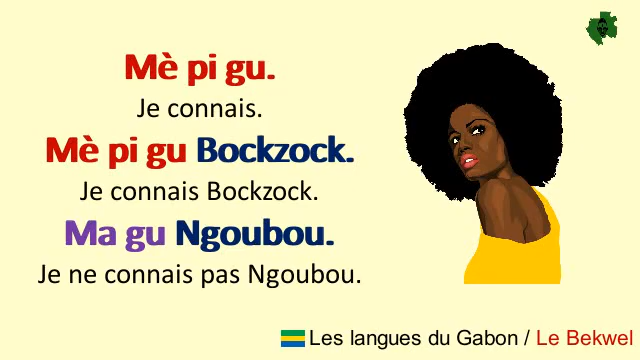 Mè pi gu.
Je connais.
Mè pi gu Bockzock.
Je connais Bockzock.
Ma gu Ngoubou.
Je ne connais pas Ngoubou.
Les langues du Gabon / Le Bekwel